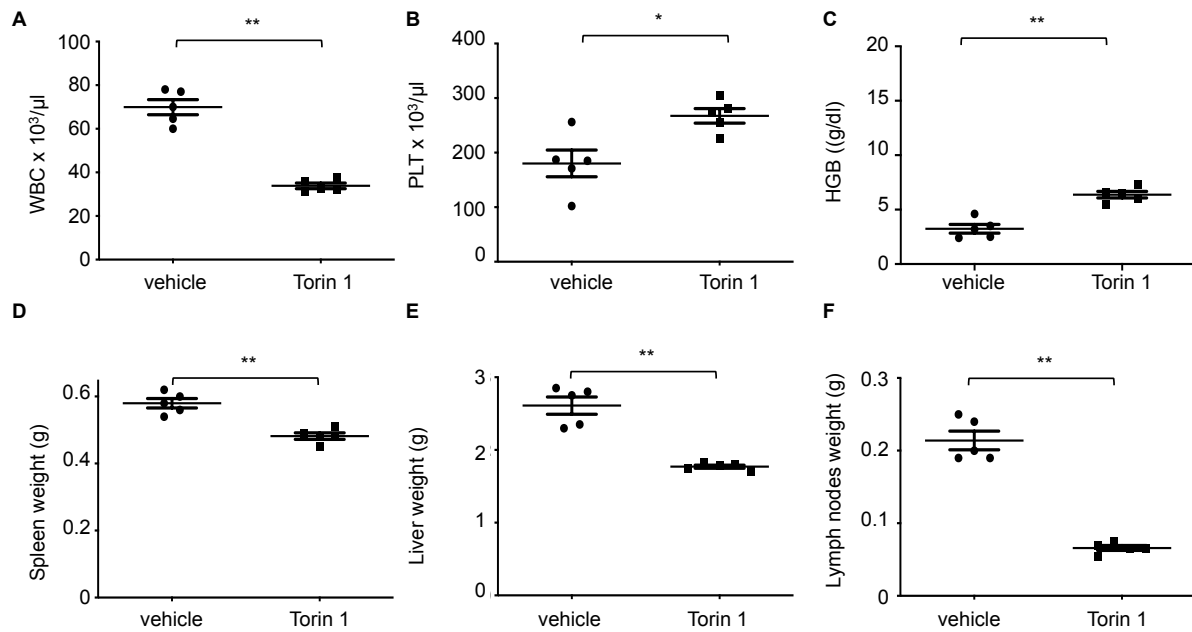 A
**
100
80
60
40
20
0
WBC x 10³/µl
vehicle
Torin 1
B
*
400
300
200
100
0
PLT x 10³/µl
vehicle
Torin 1
C
**
20
15
10
5
0
HGB ((g/dl)
vehicle
Torin 1
D
**
0.6
0.4
0.2
0
Spleen weight (g)
vehicle
Torin 1
E
**
3
2
1
0
Liver weight (g)
vehicle
Torin 1
F
**
0.3
0.2
0.1
0
Lymph nodes weight (g)
vehicle
Torin 1